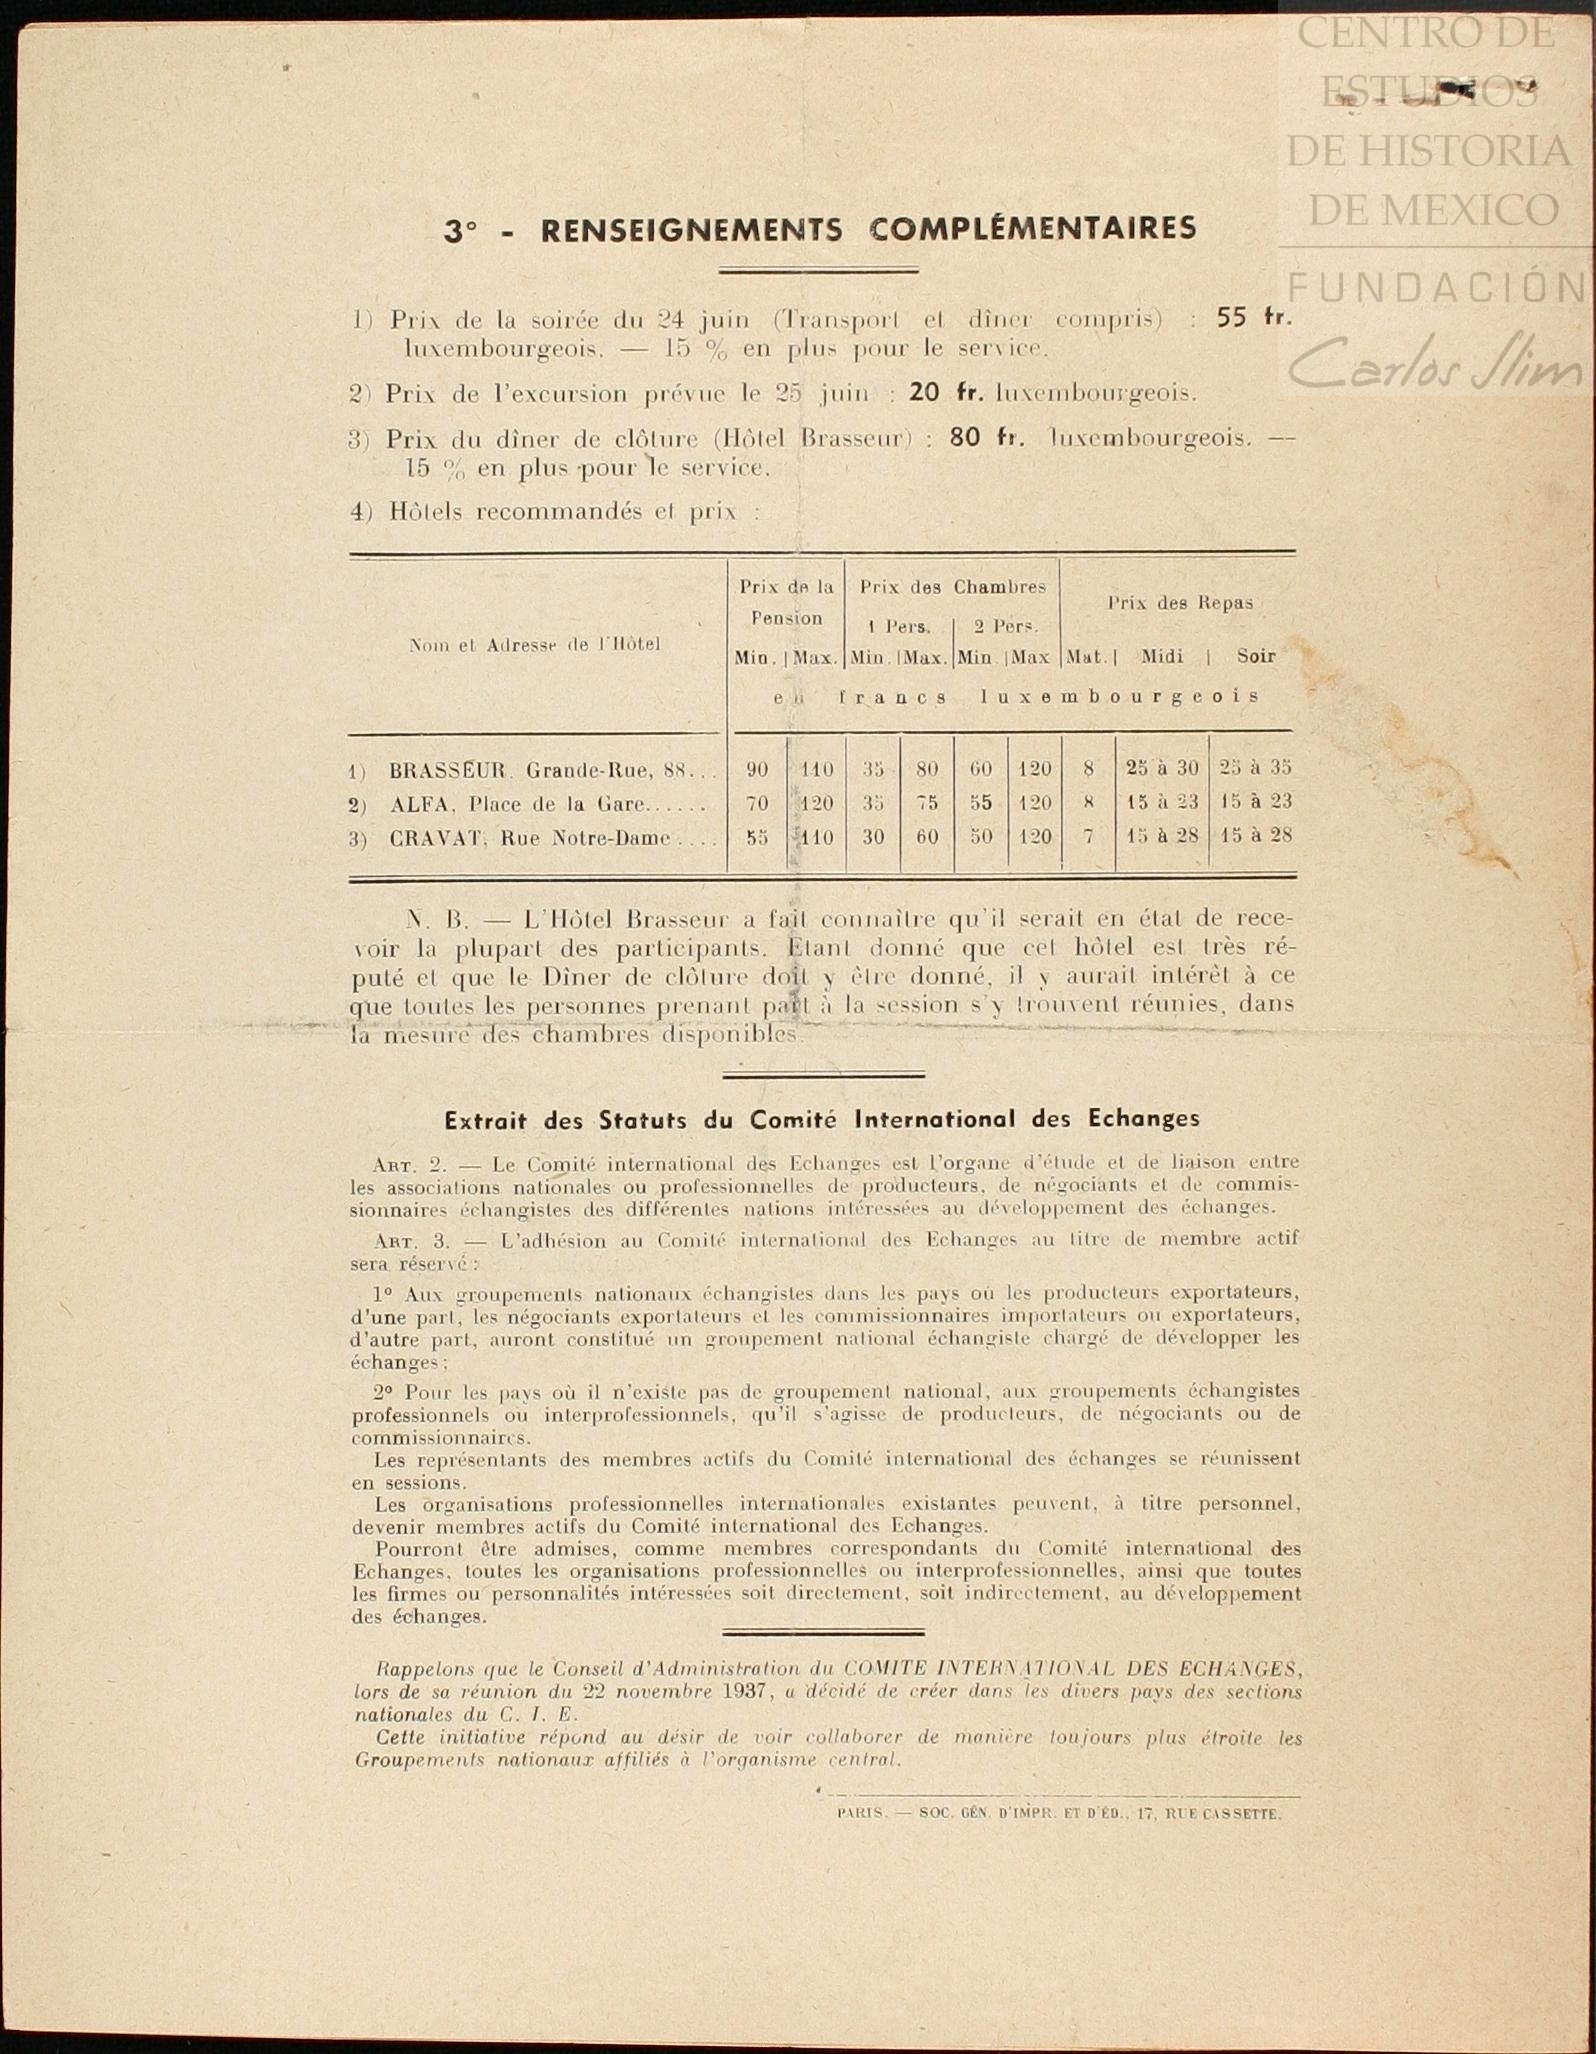 CENTRO DE
ESTUDIOS
DE HISTORIA
DE MEXICO
FUNDACIÓN
Carlos Slim
3° - RENSEIGNEMENTS COMPLÉMENTAIRES
1) Prix de la soirée du 24 juin (Transport et dîner compris) : 55 fr.
luxembourgeois. — 15 % en plus pour le service.
2) Prix de l'excursion prévue le 25 juin : 20 fr. luxembourgeois.
3) Prix du dîner de clôture (Hôtel Brasseur) : 80 fr. luxembourgeois. —
15 % en plus pour le service.
4) Hôtels recommandés et prix :
Nom et Adresse de l'Hôtel
Prix de la Pension
Prix des Chambres
1 Pers. | 2 Pers.
Prix des Repas
Min. | Max. | Min. | Max. | Min. | Max | Mat. | Midi | Soir
en francs luxembourgeois
1) BRASSEUR. Grande-Rue, 88... 90 110 35 80 60 120 8 25 à 30 25 à 35
2) ALFA, Place de la Gare...... 70 120 35 75 55 120 8 15 à 23 15 à 23
3) CRAVAT, Rue Notre-Dame .... 55 110 30 60 50 120 7 15 à 28 15 à 28
N. B. — L'Hôtel Brasseur a fait connaître qu'il serait en état de rece-
voir la plupart des participants. Etant donné que cet hôtel est très ré-
puté et que le Dîner de clôture doit y être donné, il y aurait intérêt à ce
que toutes les personnes prenant part à la session s'y trouvent réunies, dans
la mesure des chambres disponibles.
Extrait des Statuts du Comité International des Echanges
ART. 2. — Le Comité international des Echanges est l'organe d'étude et de liaison entre
les associations nationales ou professionnelles de producteurs, de négociants et de commis-
sionnaires échangistes des différentes nations intéressées au développement des échanges.
ART. 3. — L'adhésion au Comité international des Echanges au titre de membre actif
sera réservé :
1° Aux groupements nationaux échangistes dans les pays où les producteurs exportateurs,
d'une part, les négociants exportateurs et les commissionnaires importateurs ou exportateurs,
d'autre part, auront constitué un groupement national échangiste chargé de développer les
échanges ;
2° Pour les pays où il n'existe pas de groupement national, aux groupements échangistes
professionnels ou interprofessionnels, qu'il s'agisse de producteurs, de négociants ou de
commissionnaires.
Les représentants des membres actifs du Comité international des échanges se réunissent
en sessions.
Les organisations professionnelles internationales existantes peuvent, à titre personnel,
devenir membres actifs du Comité international des Echanges.
Pourront être admises, comme membres correspondants du Comité international des
Echanges, toutes les organisations professionnelles ou interprofessionnelles, ainsi que toutes
les firmes ou personnalités intéressées soit directement, soit indirectement, au développement
des échanges.
Rappelons que le Conseil d'Administration du COMITE INTERNATIONAL DES ECHANGES,
lors de sa réunion du 22 novembre 1937, a décidé de créer dans les divers pays des sections
nationales du C. I. E.
Cette initiative répond au désir de voir collaborer de manière toujours plus étroite les
Groupements nationaux affiliés à l'organisme central.
PARIS. — SOC. GÉN. D'IMPR. ET D'ÉD., 17, RUE CASSETTE.